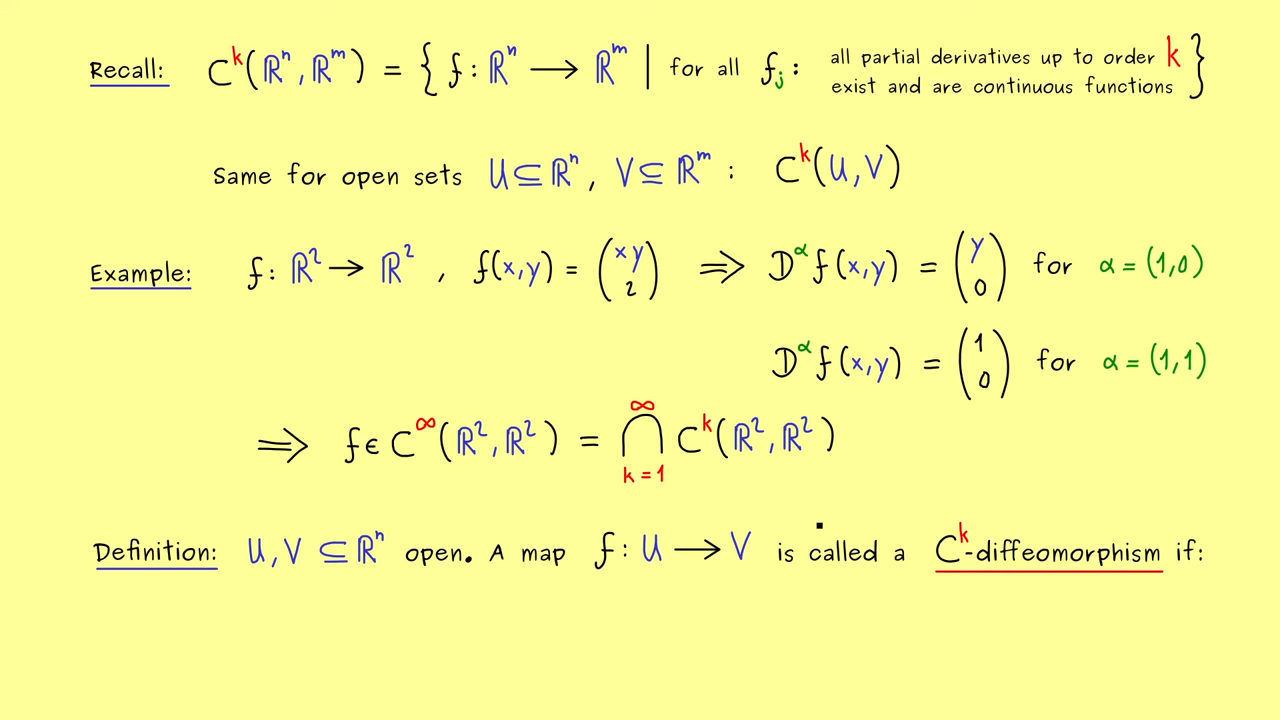 Recall: C^k(ℝ^n, ℝ^m) = { f: ℝ^n ⟶ ℝ^m | for all f_j: all partial derivatives up to order k exist and are continuous functions }
Same for open sets U ⊆ ℝ^n, V ⊆ ℝ^m : C^k(U, V)
Example: f: ℝ^2 → ℝ^2 , f(x,y) = (xy 2) ⟹ D^α f(x,y) = (y 0) for α = (1,0)
D^α f(x,y) = (1 0) for α = (1,1)
⟹ f ∈ C^∞(ℝ^2, ℝ^2) = ⋂_{k=1}^{∞} C^k(ℝ^2, ℝ^2)
Definition: U, V ⊆ ℝ^n open. A map f: U ⟶ V is called a C^k-diffeomorphism if: